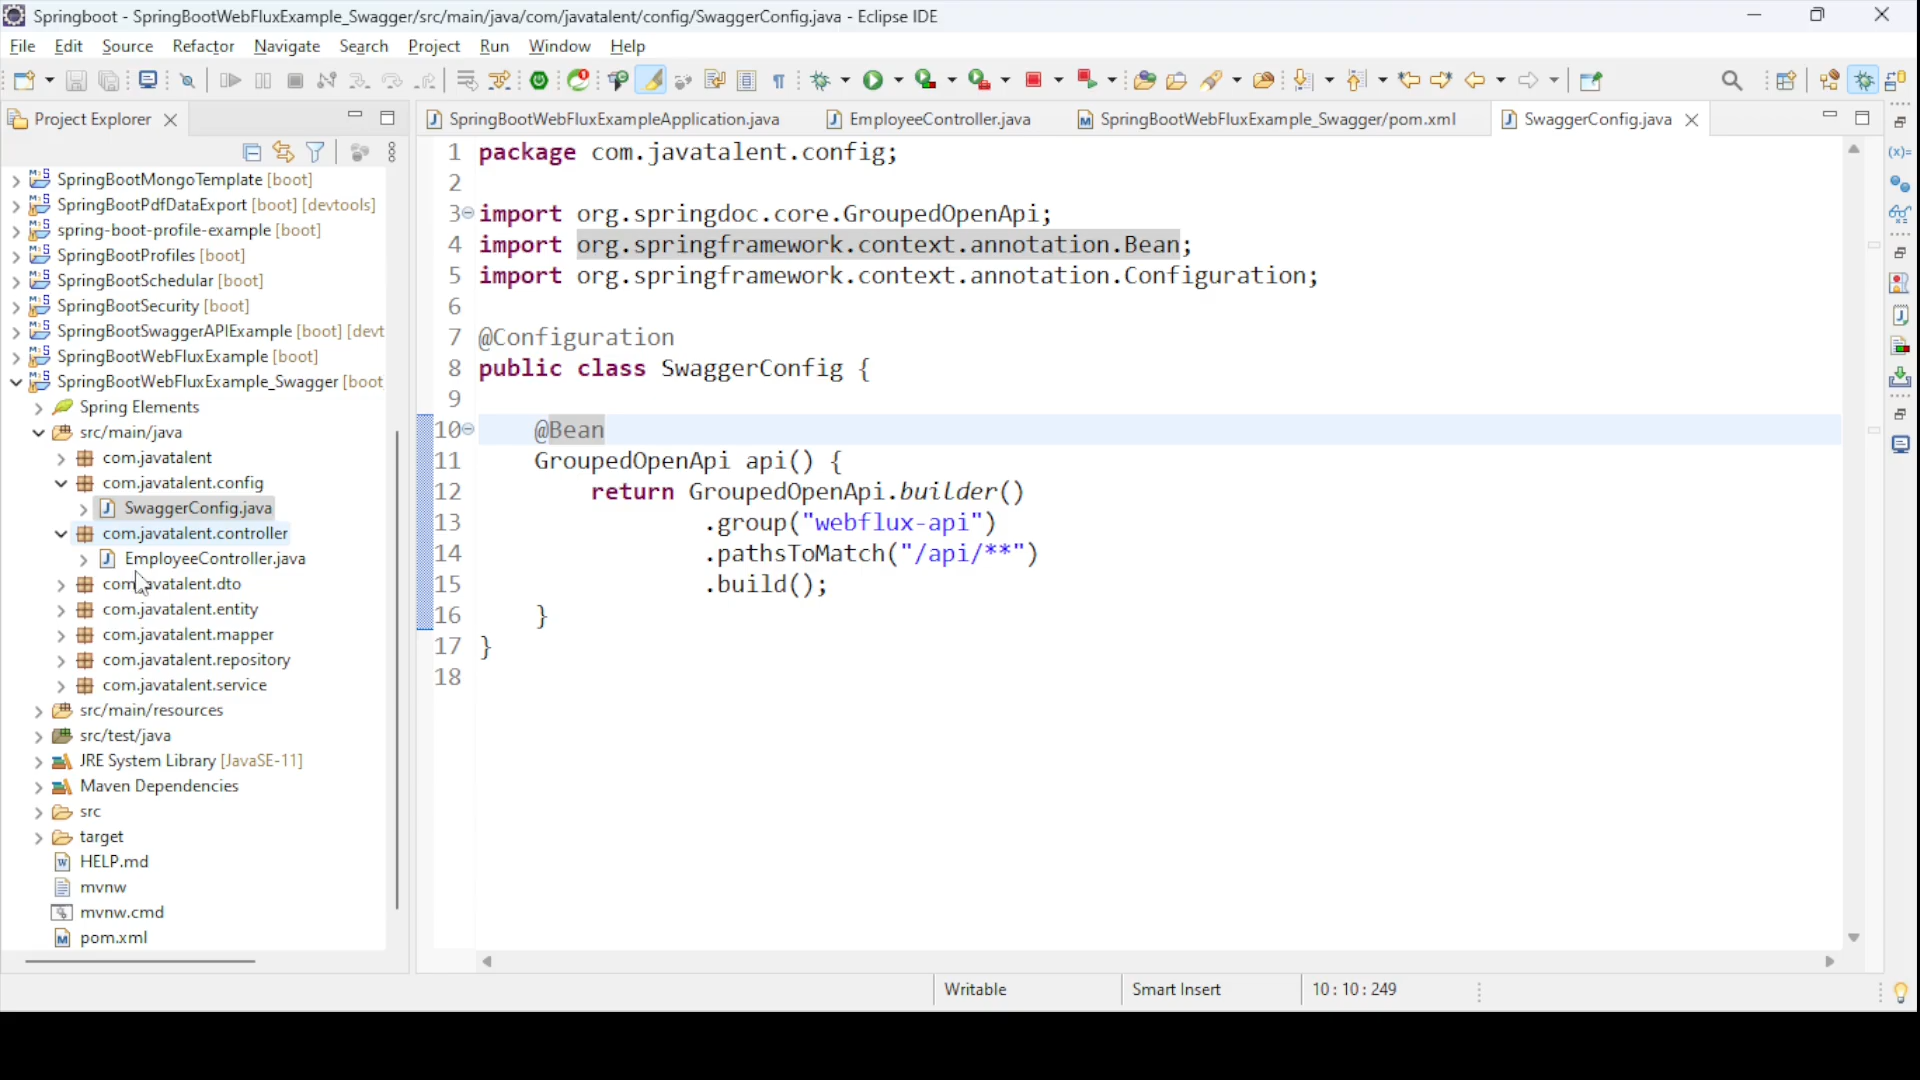 Springboot - SpringBootWebFluxExample_Swagger/src/main/java/com/javatalent/config/SwaggerConfig.java - Eclipse IDE
File Edit Source Refactor Navigate Search Project Run Window Help
Project Explorer
SpringBootMongoTemplate [boot]
SpringBootPdfDataExport [boot] [devtools]
spring-boot-profile-example [boot]
SpringBootProfiles [boot]
SpringBootSchedular [boot]
SpringBootSecurity [boot]
SpringBootSwaggerAPIExample [boot] [devt
SpringBootWebFluxExample [boot]
SpringBootWebFluxExample_Swagger [boot
Spring Elements
src/main/java
com.javatalent
com.javatalent.config
SwaggerConfig.java
com.javatalent.controller
EmployeeController.java
com.javatalent.dto
com.javatalent.entity
com.javatalent.mapper
com.javatalent.repository
com.javatalent.service
src/main/resources
src/test/java
JRE System Library [JavaSE-11]
Maven Dependencies
src
target
HELP.md
mvnw
mvnw.cmd
pom.xml
SpringBootWebFluxExampleApplication.java EmployeeController.java SpringBootWebFluxExample_Swagger/pom.xml SwaggerConfig.java
1 package com.javatalent.config;
2
3 import org.springdoc.core.GroupedOpenApi;
4 import org.springframework.context.annotation.Bean;
5 import org.springframework.context.annotation.Configuration;
6
7 @Configuration
8 public class SwaggerConfig {
9
10 @Bean
11 GroupedOpenApi api() {
12 return GroupedOpenApi.builder()
13 .group("webflux-api")
14 .pathsToMatch("/api/**")
15 .build();
16 }
17 }
18
(x)=
Writable Smart Insert 10 : 10 : 249